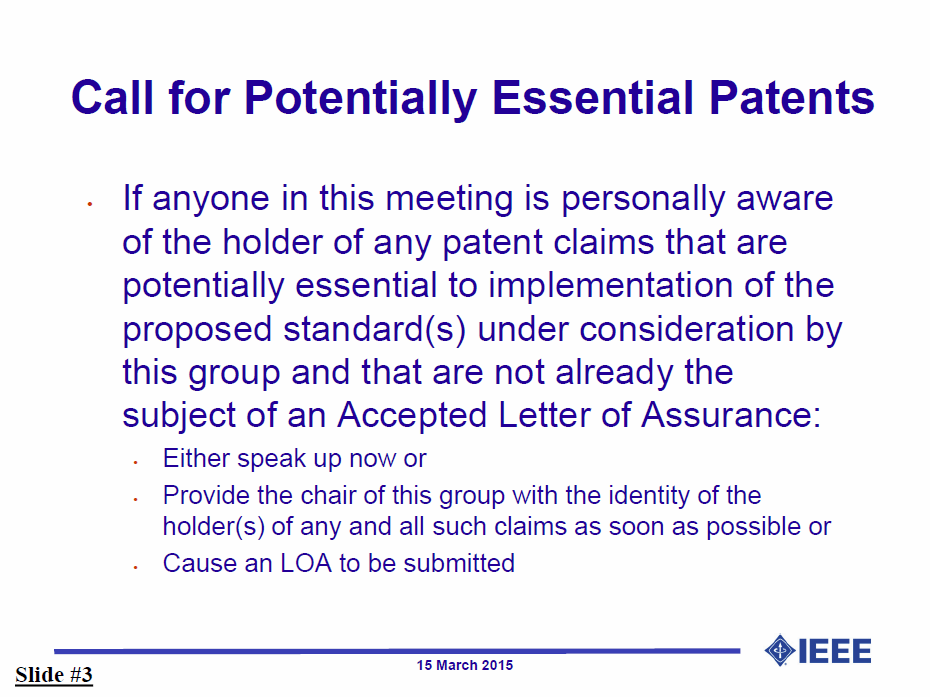 Call for Potentially Essential Patents
• If anyone in this meeting is personally aware
of the holder of any patent claims that are
potentially essential to implementation of the
proposed standard(s) under consideration by
this group and that are not already the
subject of an Accepted Letter of Assurance:
• Either speak up now or
• Provide the chair of this group with the identity of the
holder(s) of any and all such claims as soon as possible or
• Cause an LOA to be submitted
15 March 2015
IEEE
Slide #3